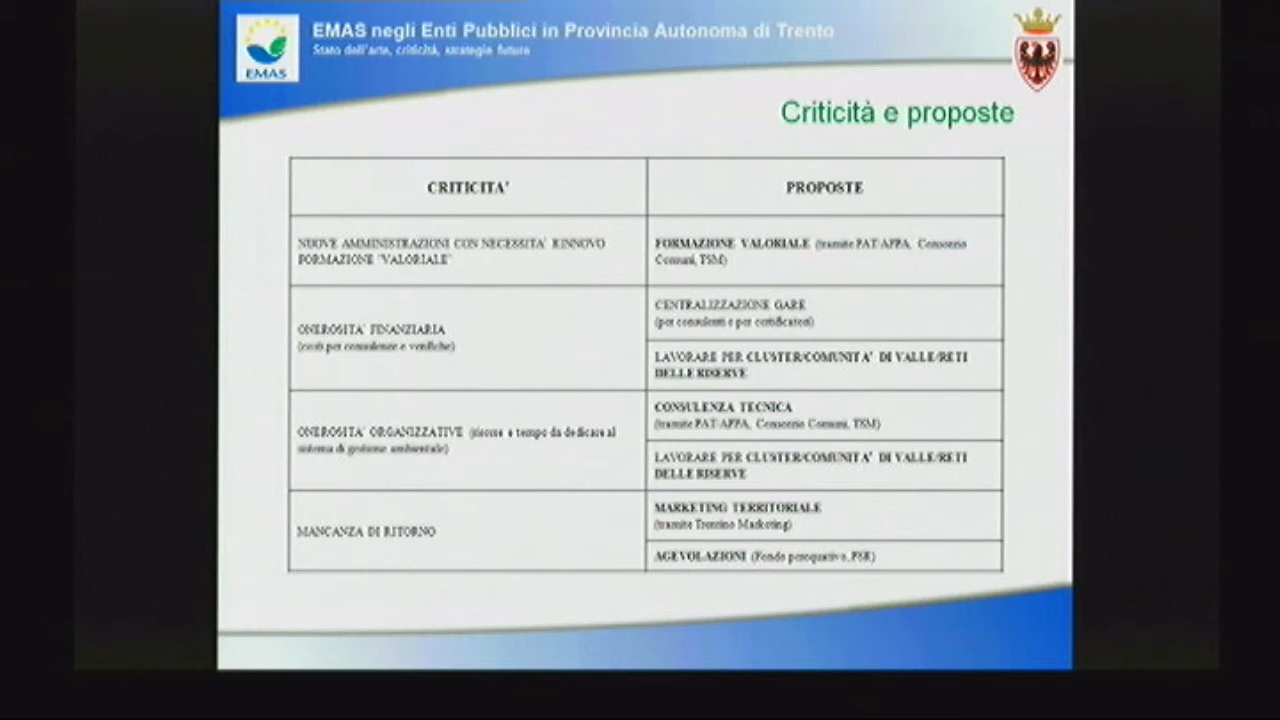 EMAS negli Enti Pubblici in Provincia Autonoma di Trento
Stato dell'arte, criticità, strategie future
EMAS
Criticità e proposte
CRITICITA'
PROPOSTE
NUOVE AMMINISTRAZIONI CON NECESSITA' RINNOVO
FORMAZIONE "VALORIALE"
FORMAZIONE VALORIALE (tramite PAT-APPA, Consorzio
Comuni, TSM)
ONEROSITA' FINANZIARIA
(costi per consulenze e verifiche)
CENTRALIZZAZIONE GARE
(per consulenti e per certificatori)
LAVORARE PER CLUSTER/COMUNITA' DI VALLE/RETI
DELLE RISERVE
ONEROSITA' ORGANIZZATIVE (risorse e tempo da dedicare al
sistema di gestione ambientale)
CONSULENZA TECNICA
(tramite PAT-APPA, Consorzio Comuni, TSM)
LAVORARE PER CLUSTER/COMUNITA' DI VALLE/RETI
DELLE RISERVE
MANCANZA DI RITORNO
MARKETING TERRITORIALE
(tramite Trentino Marketing)
AGEVOLAZIONI (Fondo perequativo, PSR)